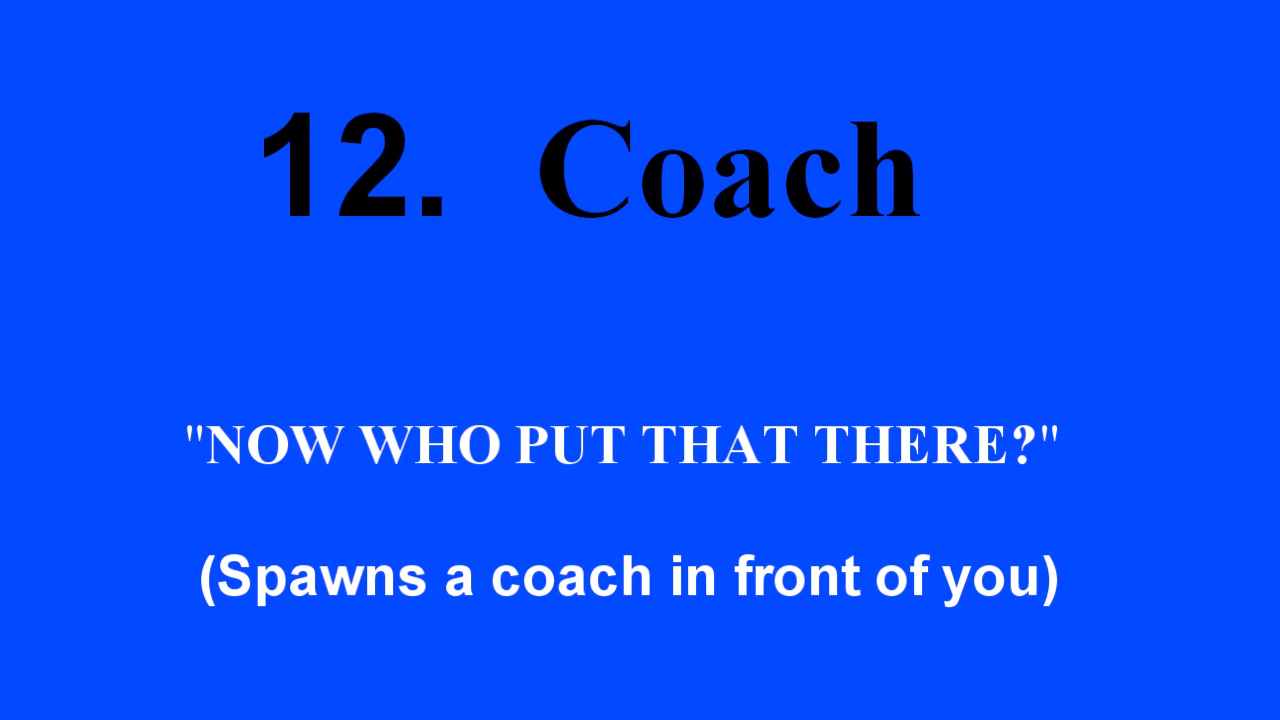 12. Coach
"NOW WHO PUT THAT THERE?"
(Spawns a coach in front of you)